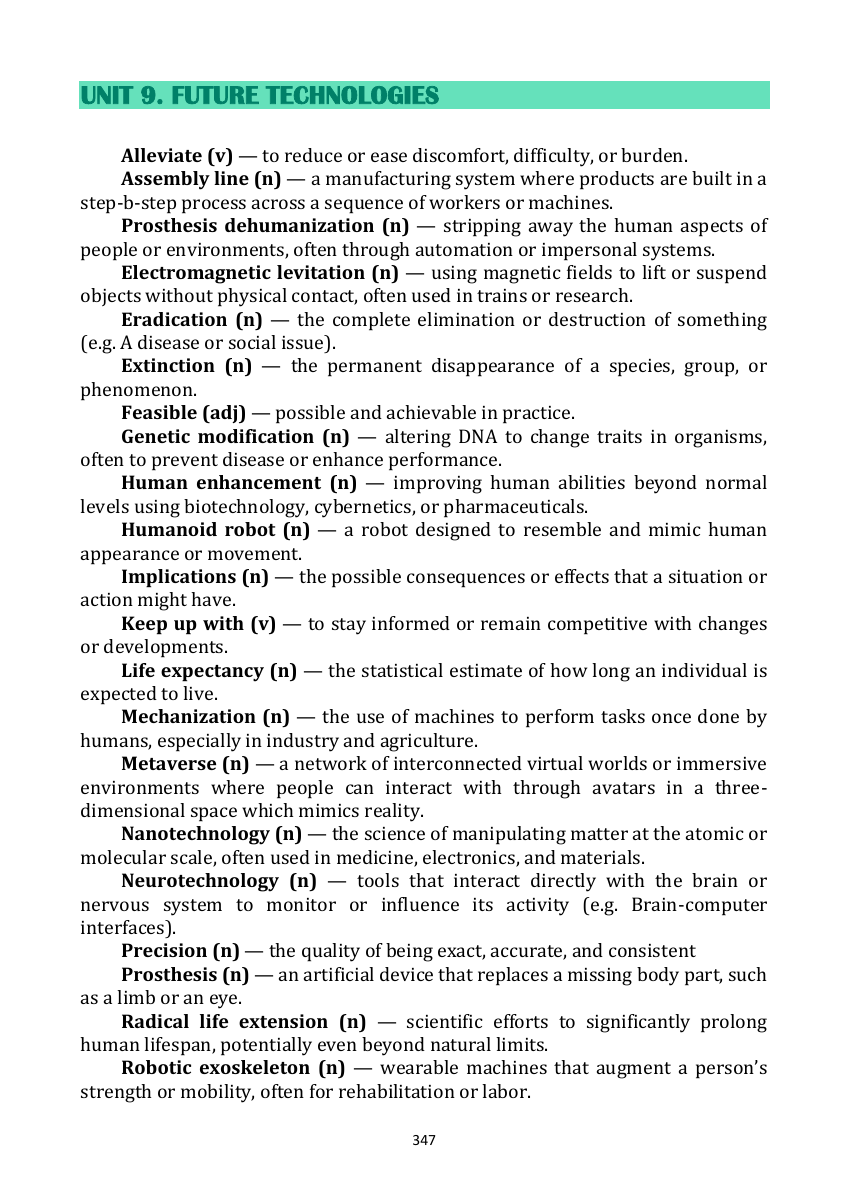 UNIT 9. FUTURE TECHNOLOGIES
Alleviate (v) — to reduce or ease discomfort, difficulty, or burden.
Assembly line (n) — a manufacturing system where products are built in a
step-b-step process across a sequence of workers or machines.
Prosthesis dehumanization (n) — stripping away the human aspects of
people or environments, often through automation or impersonal systems.
Electromagnetic levitation (n) — using magnetic fields to lift or suspend
objects without physical contact, often used in trains or research.
Eradication (n) — the complete elimination or destruction of something
(e.g. A disease or social issue).
Extinction (n) — the permanent disappearance of a species, group, or
phenomenon.
Feasible (adj) — possible and achievable in practice.
Genetic modification (n) — altering DNA to change traits in organisms,
often to prevent disease or enhance performance.
Human enhancement (n) — improving human abilities beyond normal
levels using biotechnology, cybernetics, or pharmaceuticals.
Humanoid robot (n) — a robot designed to resemble and mimic human
appearance or movement.
Implications (n) — the possible consequences or effects that a situation or
action might have.
Keep up with (v) — to stay informed or remain competitive with changes
or developments.
Life expectancy (n) — the statistical estimate of how long an individual is
expected to live.
Mechanization (n) — the use of machines to perform tasks once done by
humans, especially in industry and agriculture.
Metaverse (n) — a network of interconnected virtual worlds or immersive
environments where people can interact with through avatars in a three-
dimensional space which mimics reality.
Nanotechnology (n) — the science of manipulating matter at the atomic or
molecular scale, often used in medicine, electronics, and materials.
Neurotechnology (n) — tools that interact directly with the brain or
nervous system to monitor or influence its activity (e.g. Brain-computer
interfaces).
Precision (n) — the quality of being exact, accurate, and consistent
Prosthesis (n) — an artificial device that replaces a missing body part, such
as a limb or an eye.
Radical life extension (n) — scientific efforts to significantly prolong
human lifespan, potentially even beyond natural limits.
Robotic exoskeleton (n) — wearable machines that augment a person’s
strength or mobility, often for rehabilitation or labor.
347